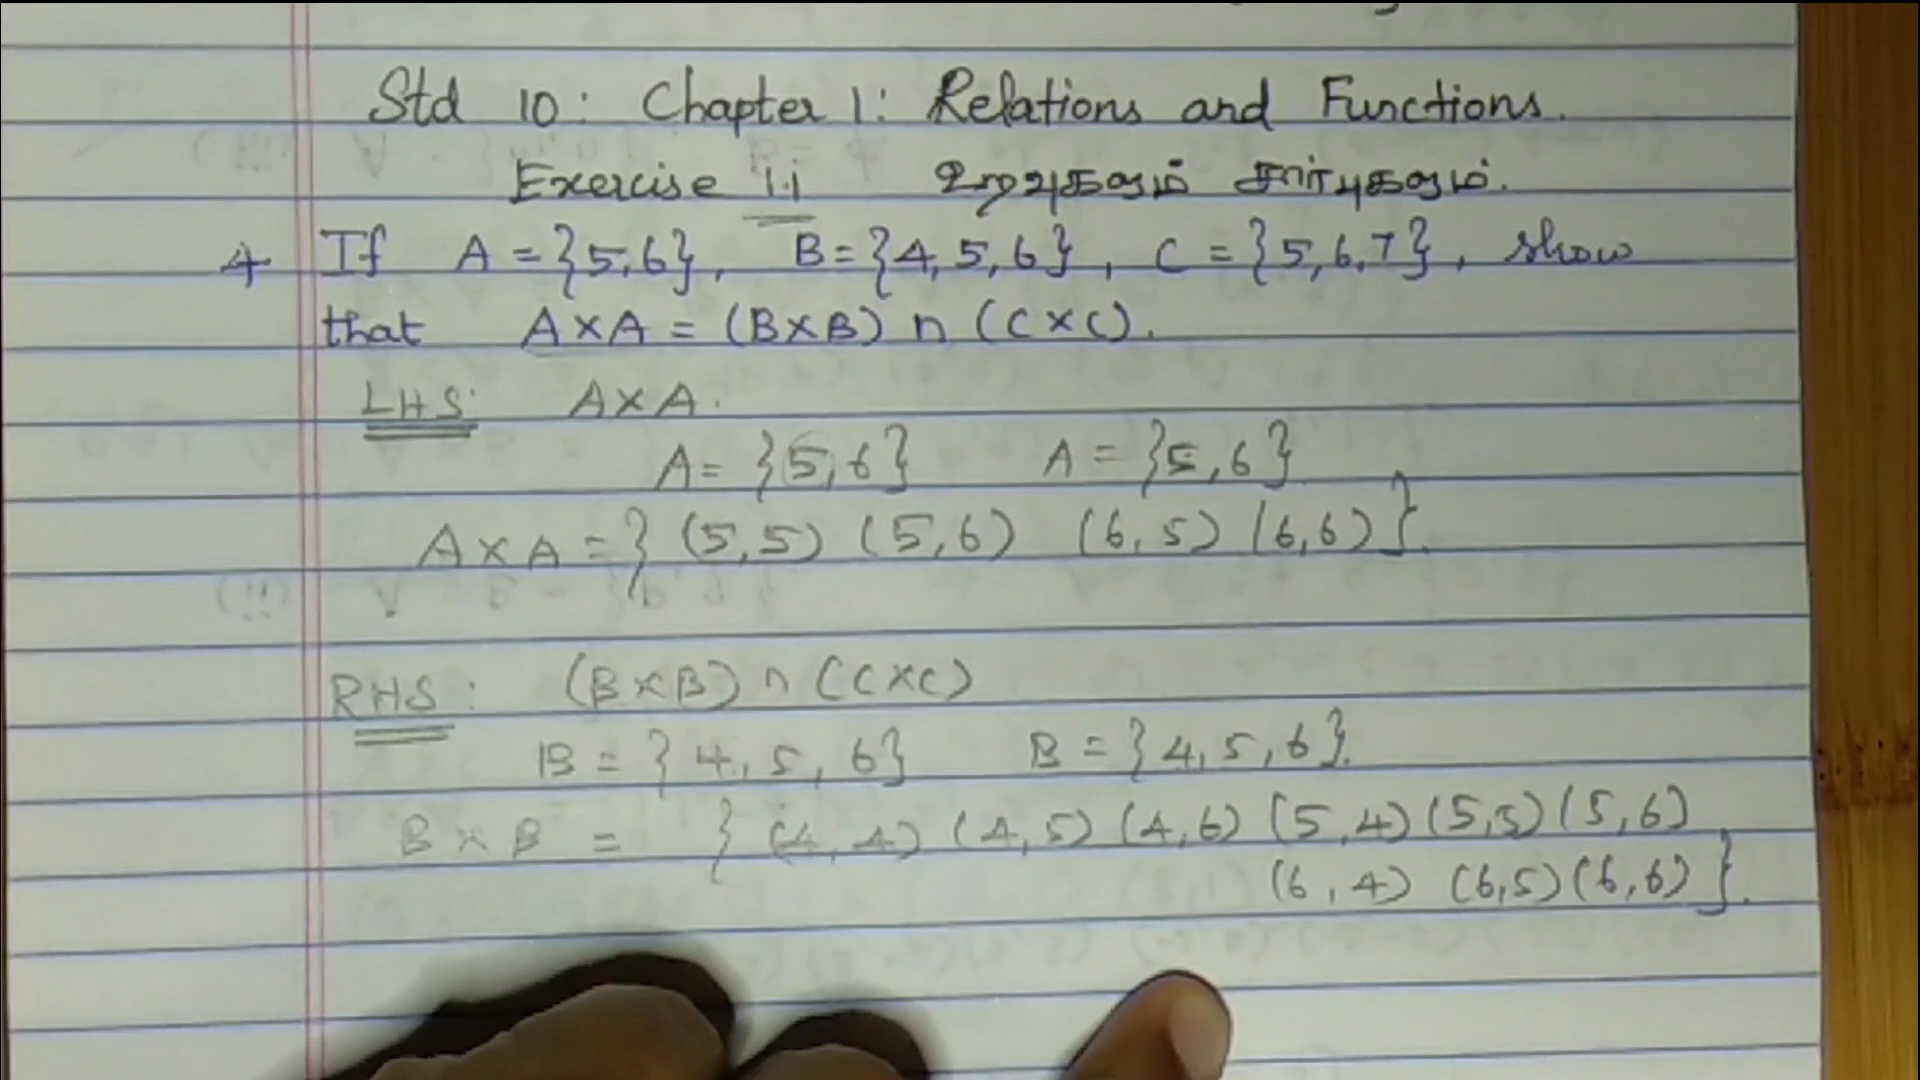 Std 10: Chapter 1: Relations and Functions.
Exercise 1.1 உறவுகளும் சார்புகளும்.
4 If A = {5,6}, B = {4,5,6}, C = {5,6,7}, show
that A×A = (B×B) ∩ (C×C).
LHS: A×A.
A = {5,6} A = {5,6}
A×A = { (5,5) (5,6) (6,5) (6,6) }.
RHS: (B×B) ∩ (C×C)
B = {4,5,6} B = {4,5,6}.
B×B = { (4,4) (4,5) (4,6) (5,4) (5,5) (5,6)
(6,4) (6,5) (6,6) }.